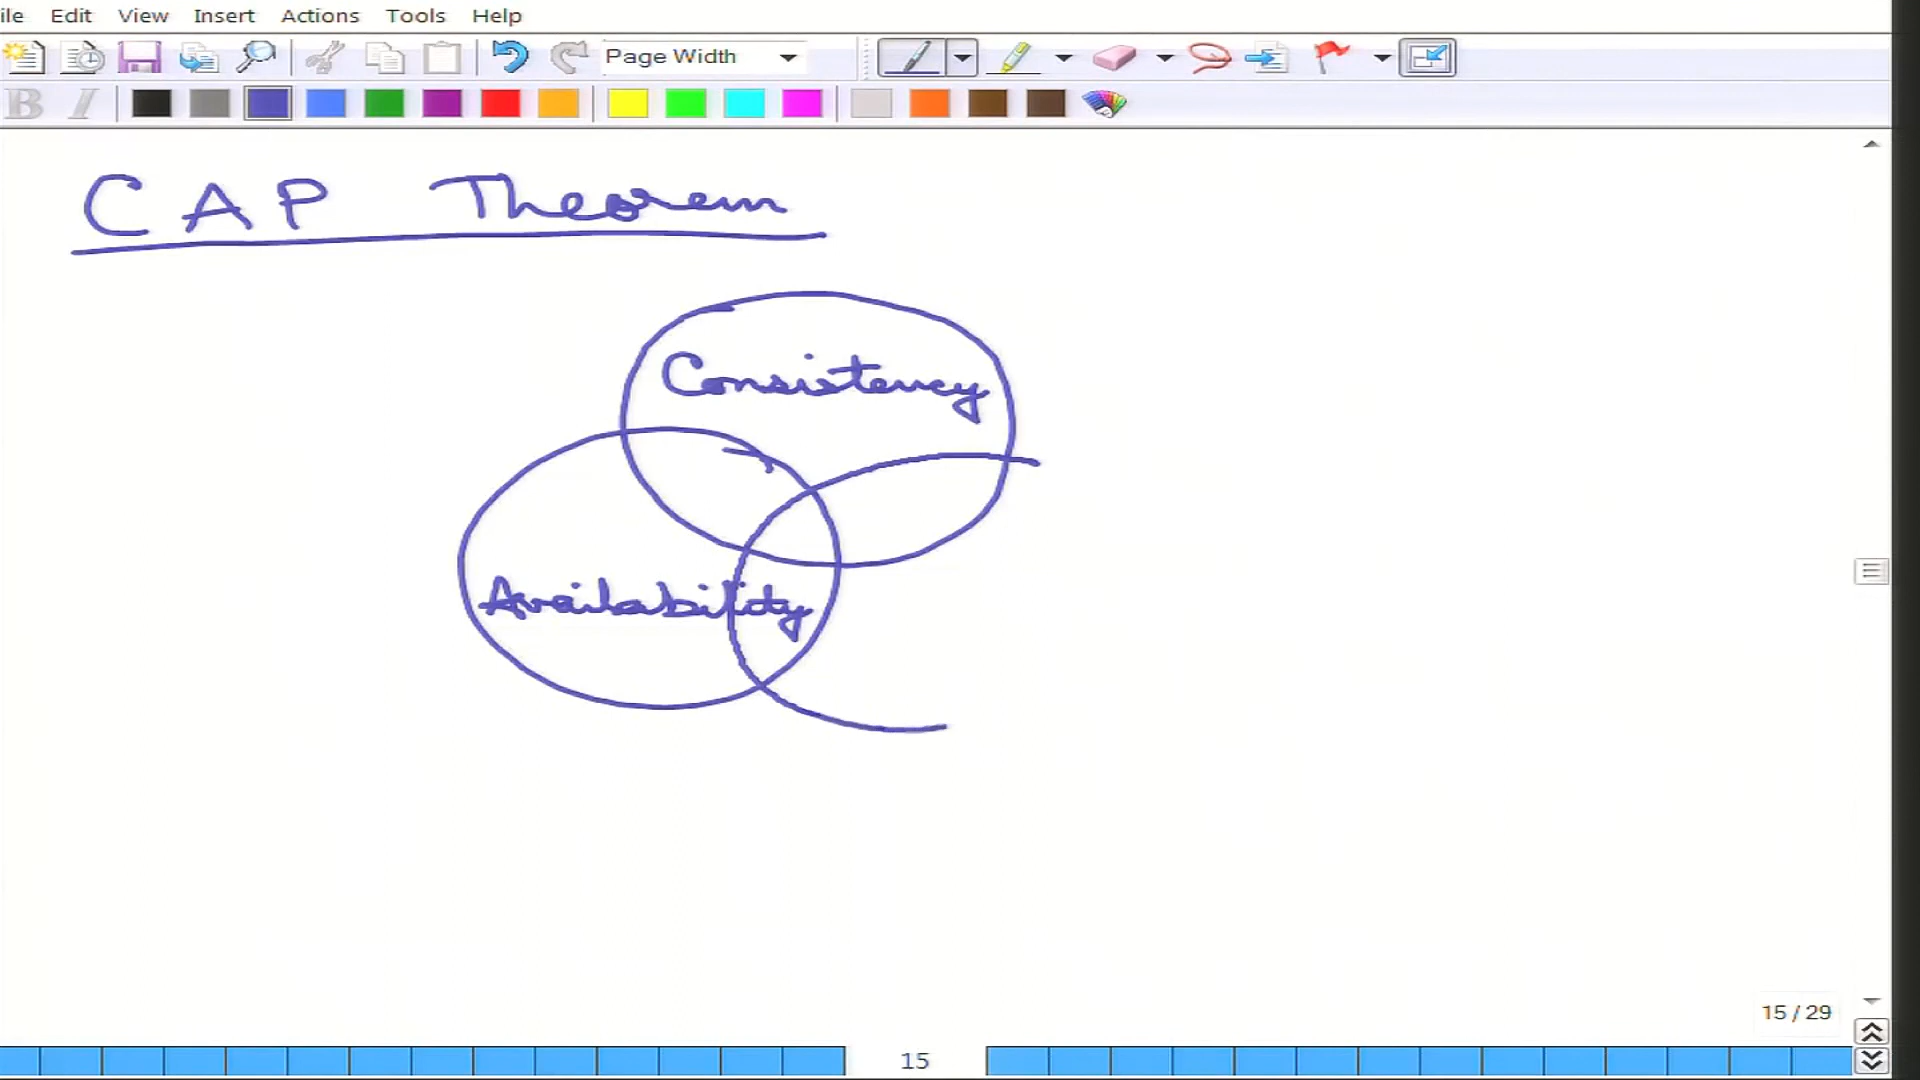 ile Edit View Insert Actions Tools Help
Page Width
B I
CAP Theorem
Consistency
Availability
15 / 29
15